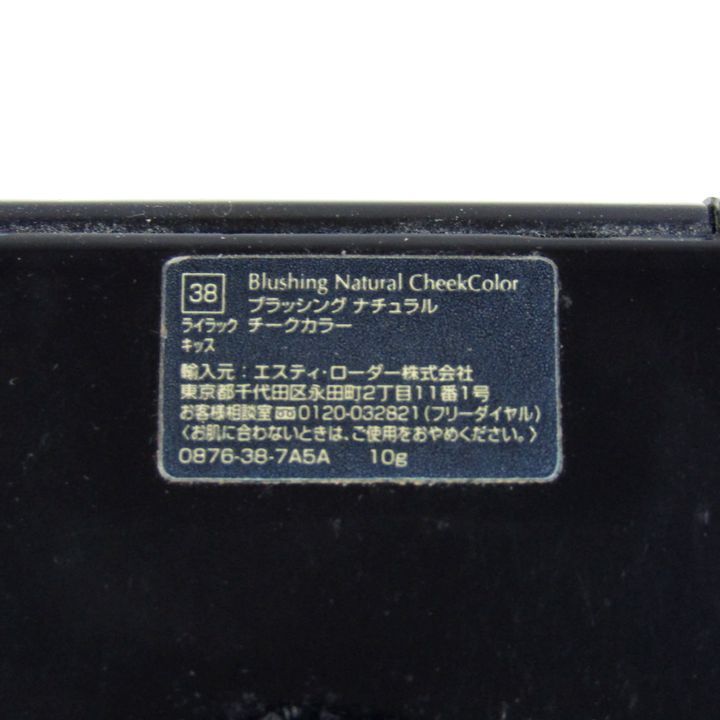 38 Blushing Natural CheekColor
ブラッシング ナチュラル
ライラック チークカラー
キッス
輸入元:エスティ・ローダー株式会社
東京都千代田区永田町2丁目11番1号
お客様相談室 0120-032821(フリーダイヤル)
〈お肌に合わないときは、ご使用をおやめください。〉
0876-38-7A5A 10g